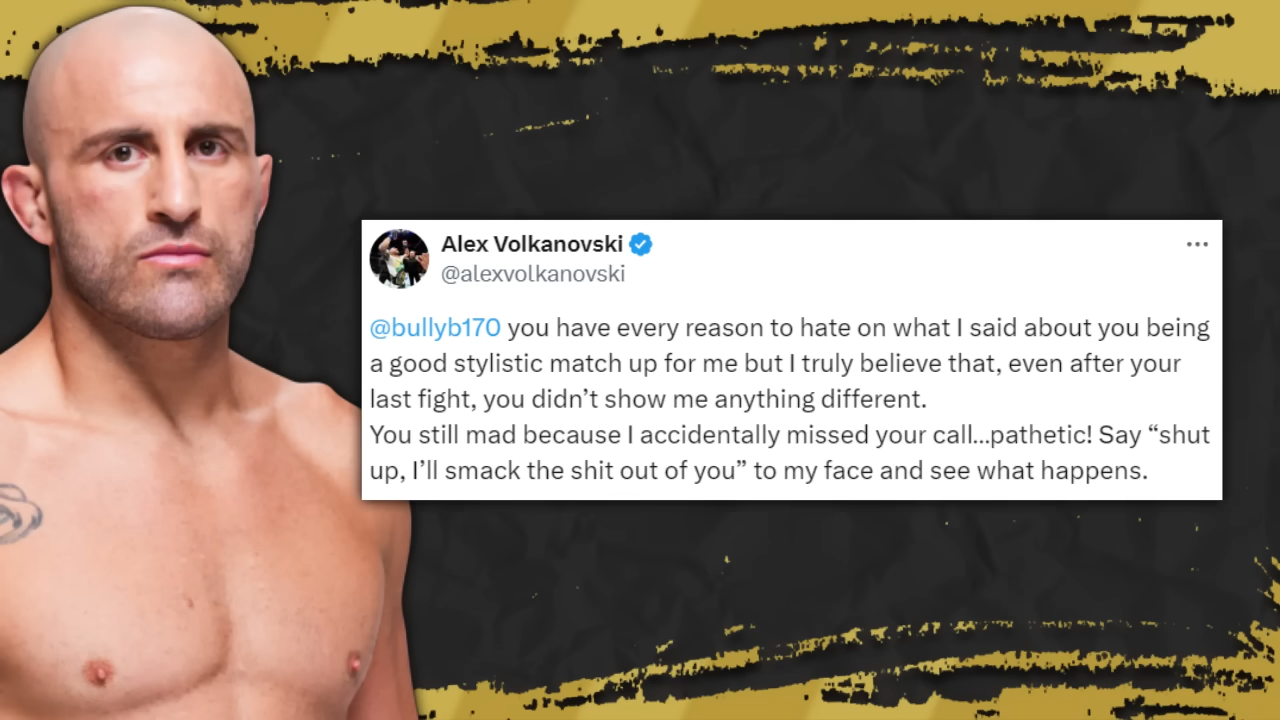 Alex Volkanovski
@alexvolkanovski
@bullyb170 you have every reason to hate on what I said about you being
a good stylistic match up for me but I truly believe that, even after your
last fight, you didn’t show me anything different.
You still mad because I accidentally missed your call...pathetic! Say “shut
up, I’ll smack the shit out of you” to my face and see what happens.